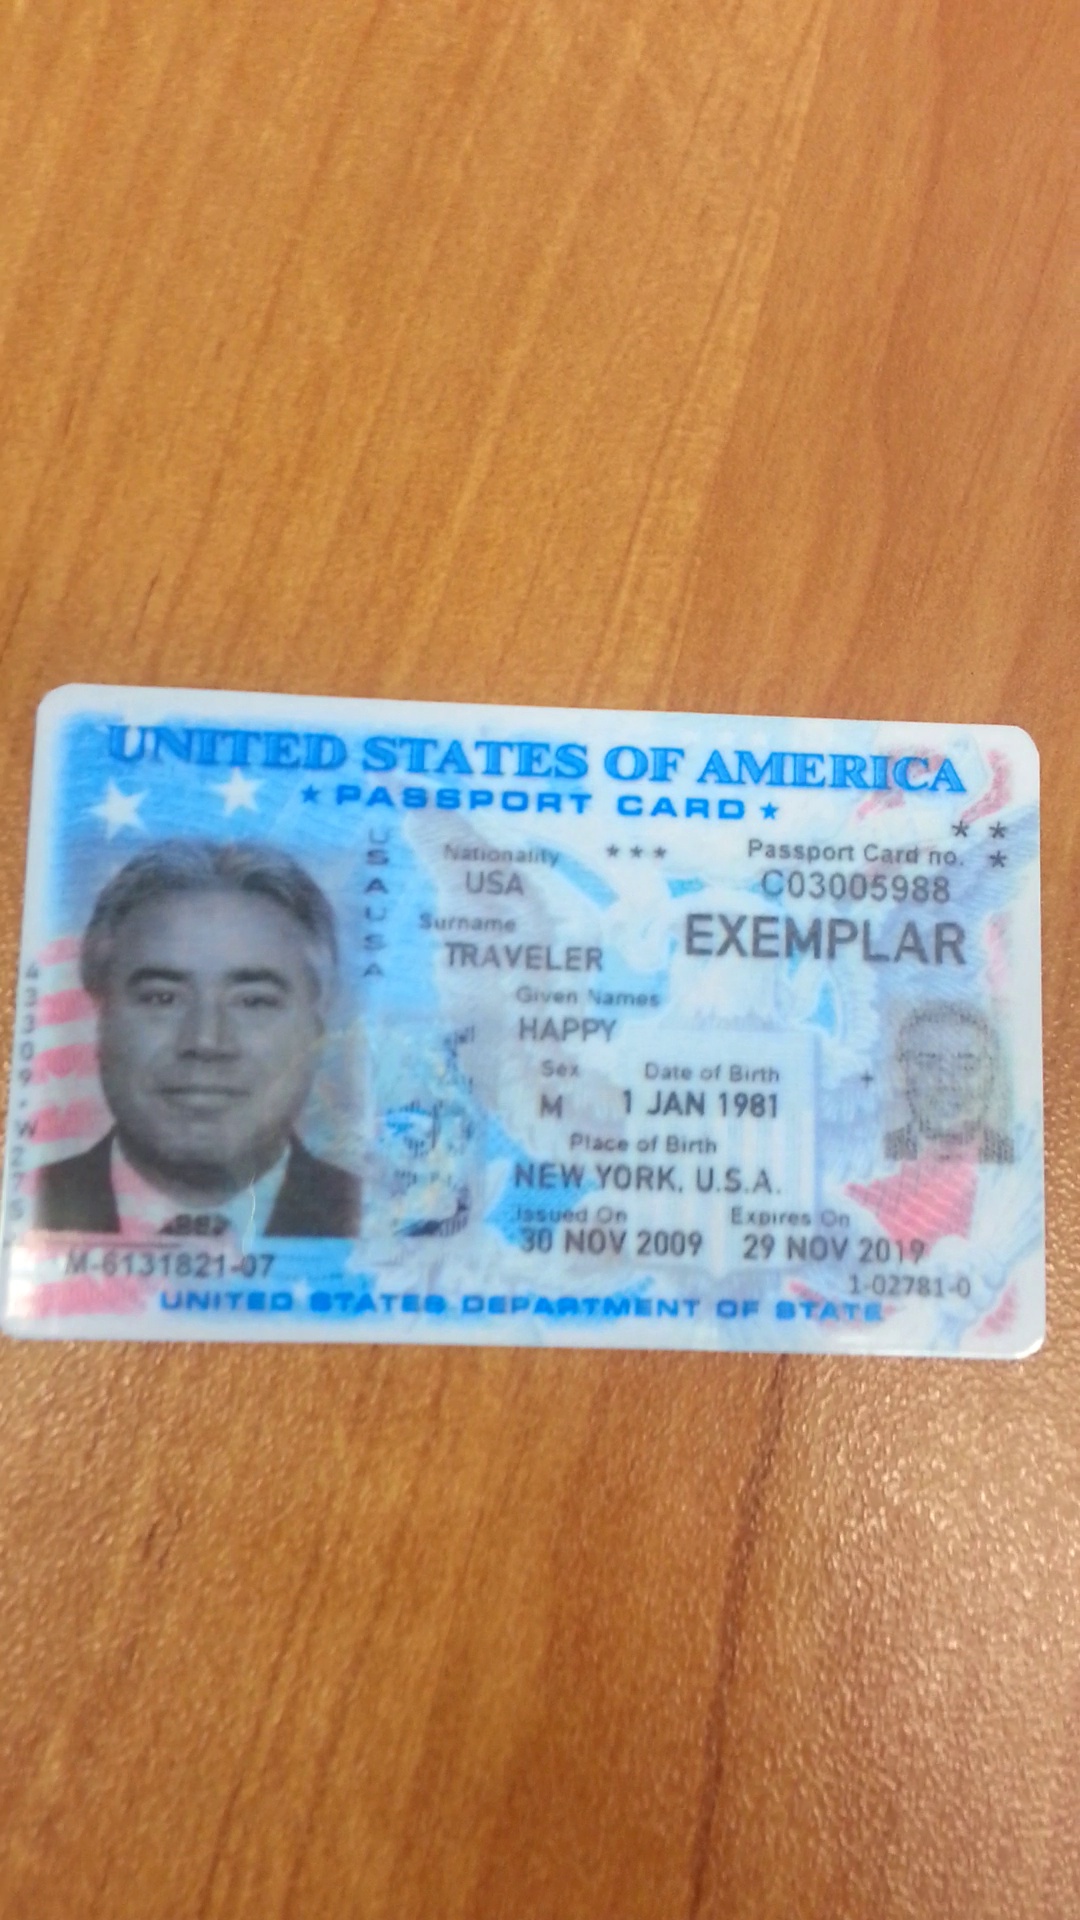 UNITED STATES OF AMERICA
★ PASSPORT CARD ★
USAUSA
Nationality * * * Passport Card no. * * *
USA C03005988
Surname EXEMPLAR
TRAVELER
Given Names
HAPPY
Sex Date of Birth
M 1 JAN 1981
Place of Birth
NEW YORK, U.S.A.
Issued On Expires On
30 NOV 2009 29 NOV 2019
M-6131821-07 1-02781-0
UNITED STATES DEPARTMENT OF STATE